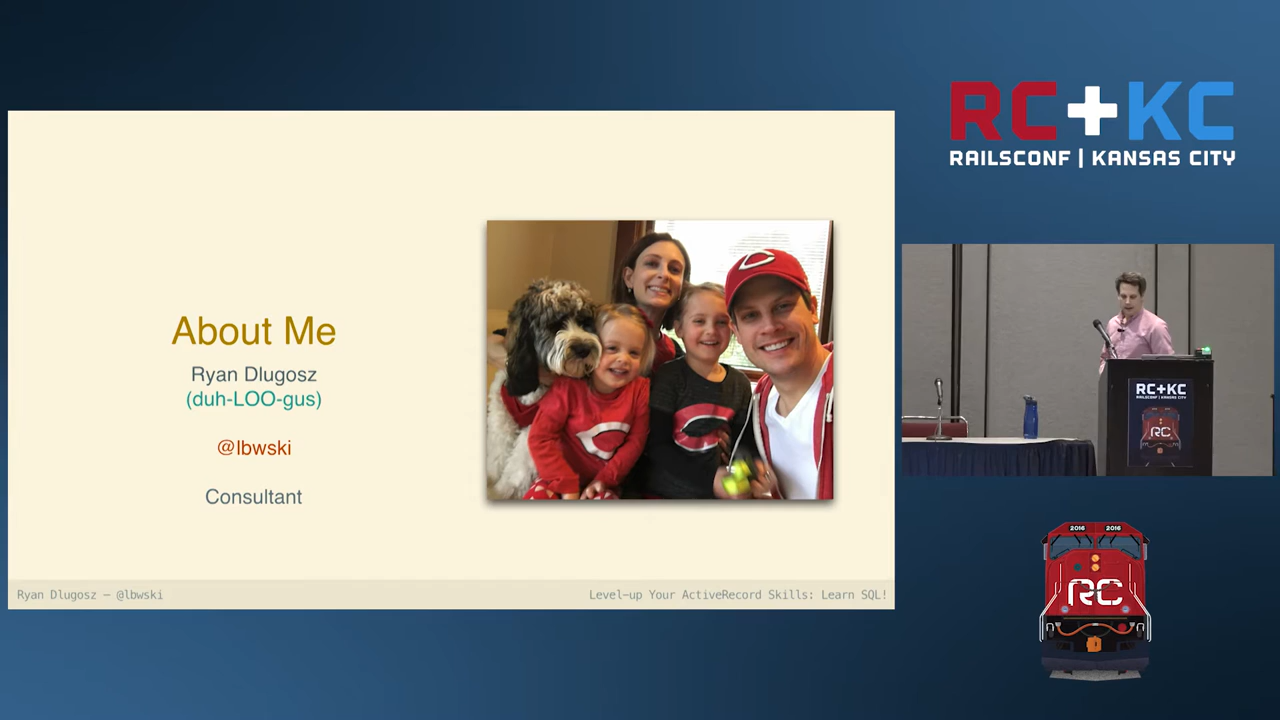 About Me
Ryan Dlugosz
(duh-LOO-gus)
@lbwski
Consultant
Ryan Dlugosz — @lbwski
Level-up Your ActiveRecord Skills: Learn SQL!
RC+KC
RAILSCONF | KANSAS CITY
RC+KC
RAILSCONF | KANSAS CITY
RC
2016 2016
RC